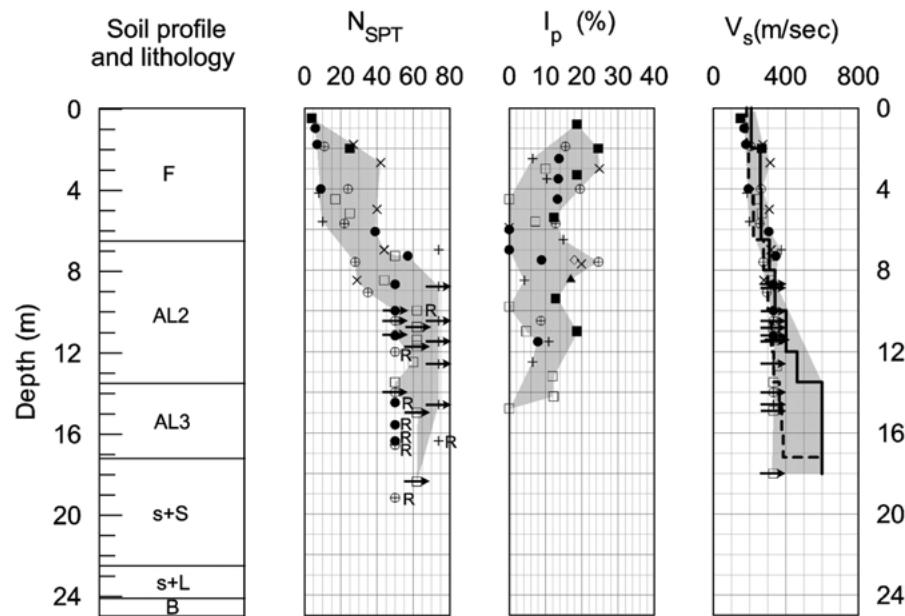 Soil profile
and lithology
N_SPT
I_p (%)
V_s(m/sec)
0 20 40 60 80
0 10 20 30 40
0 400 800
Depth (m)
0
4
8
12
16
20
24
F
AL2
AL3
s+S
s+L
B
R
R
R
R
R
R
R
R
R
0
4
8
12
16
20
24